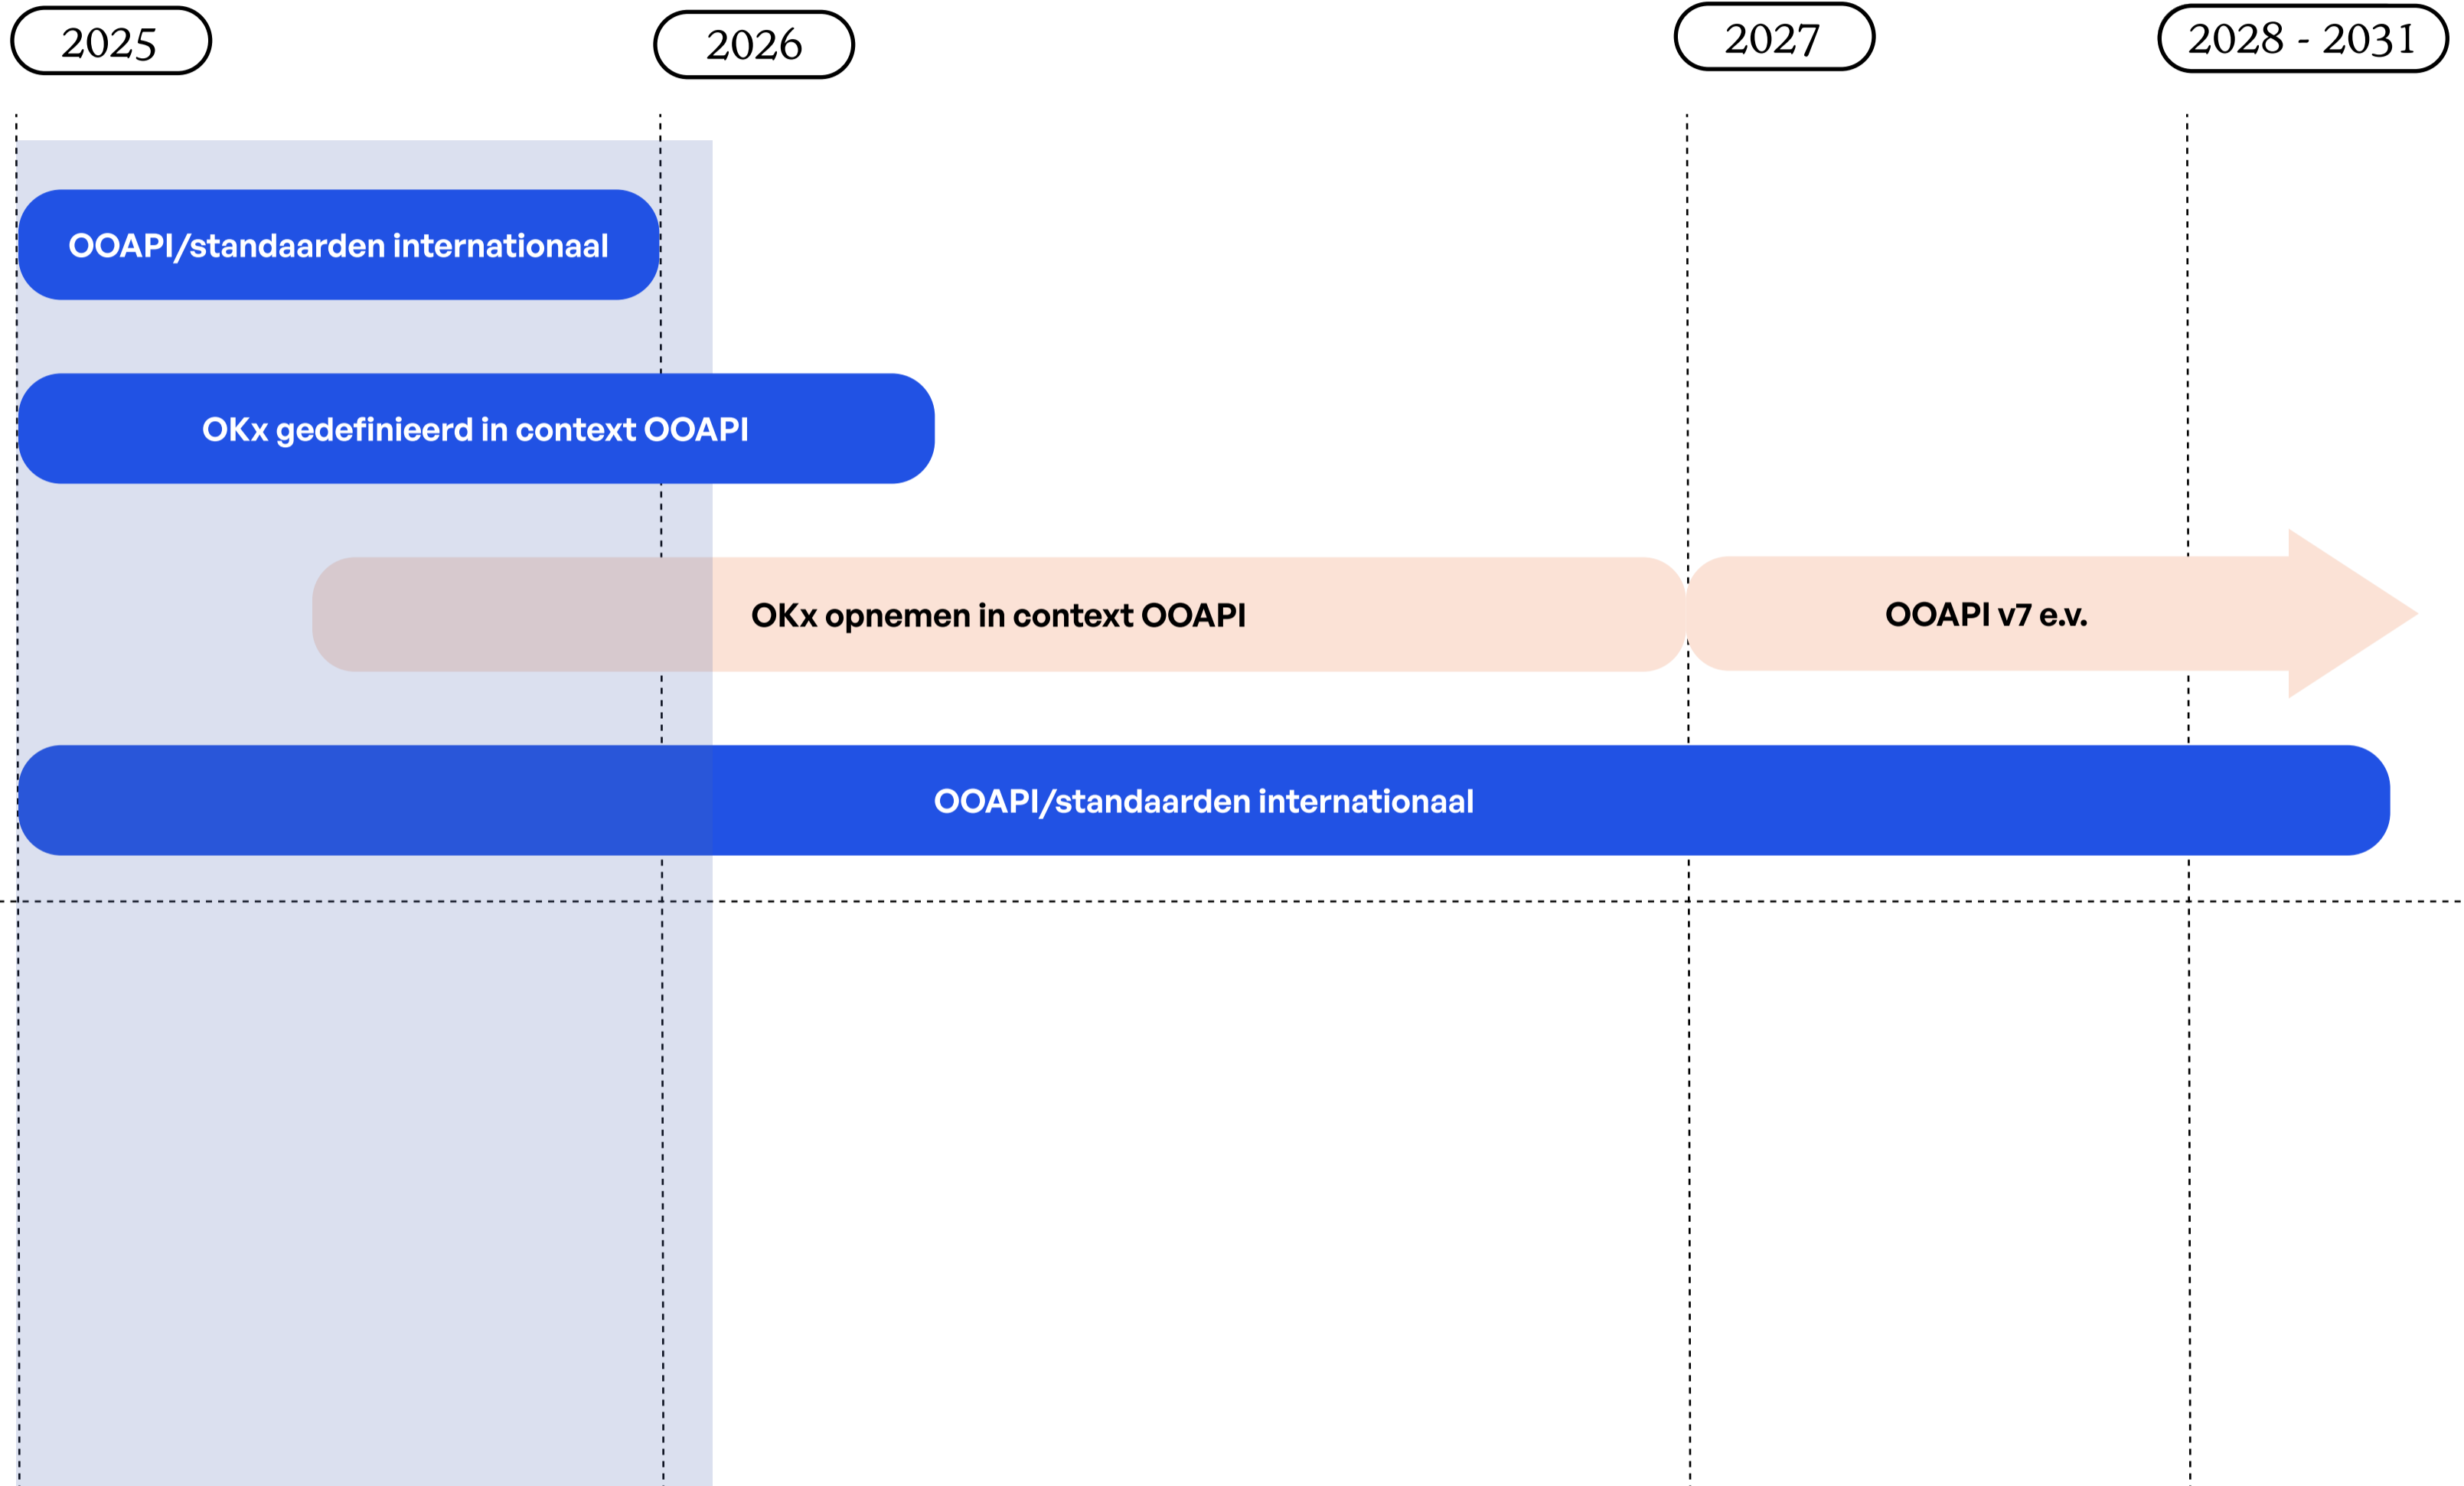 2025
2026
2027
2028 - 2031
OOAPI/standaarden international
OKx gedefinieerd in context OOAPI
OKx opnemen in context OOAPI
OOAPI v7 e.v.
OOAPI/standaarden internationaal